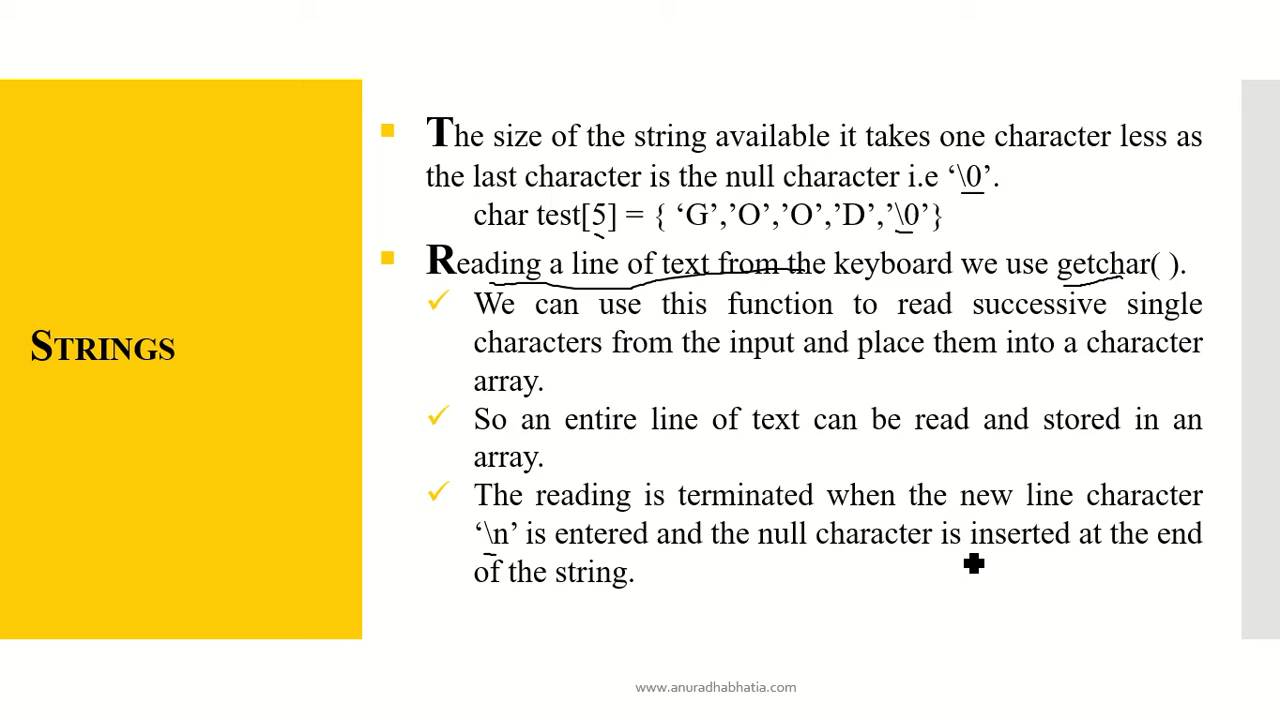 STRINGS
The size of the string available it takes one character less as
the last character is the null character i.e ‘\0’.
char test[5] = { ‘G’,’O’,’O’,’D’,’\0’}
Reading a line of text from the keyboard we use getchar( ).
We can use this function to read successive single
characters from the input and place them into a character
array.
So an entire line of text can be read and stored in an
array.
The reading is terminated when the new line character
‘\n’ is entered and the null character is inserted at the end
of the string.
www.anuradhabhatia.com